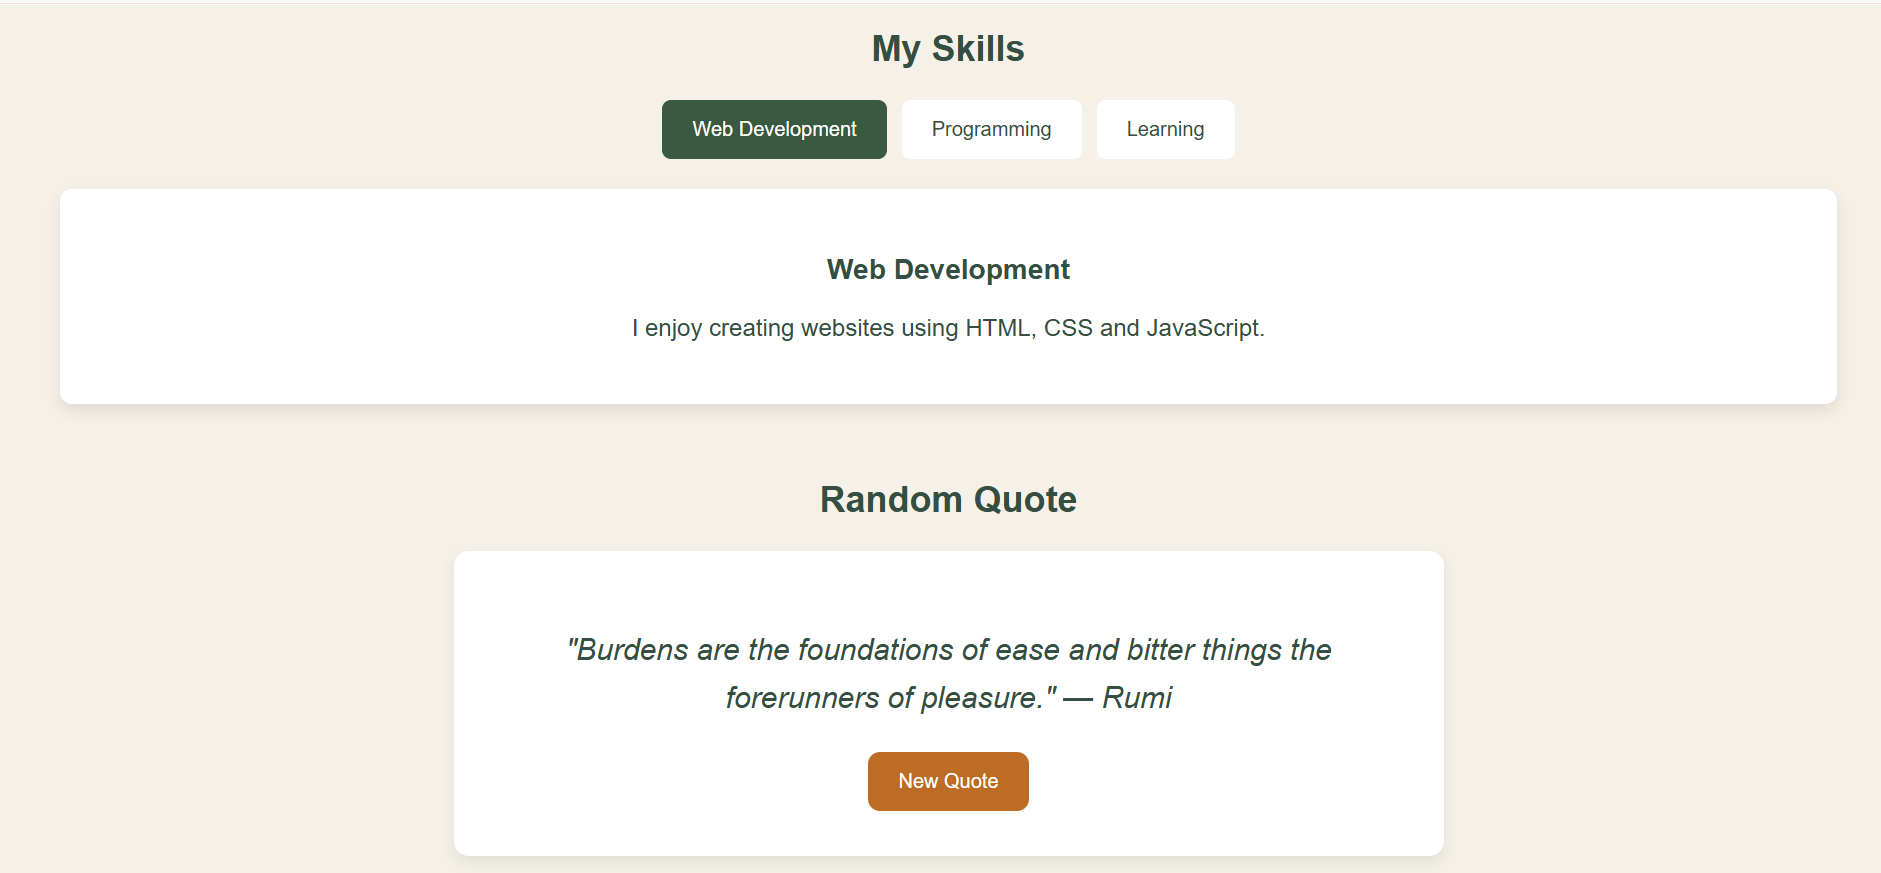 My Skills
Web Development
Programming
Learning
Web Development
I enjoy creating websites using HTML, CSS and JavaScript.
Random Quote
"Burdens are the foundations of ease and bitter things the
forerunners of pleasure." — Rumi
New Quote